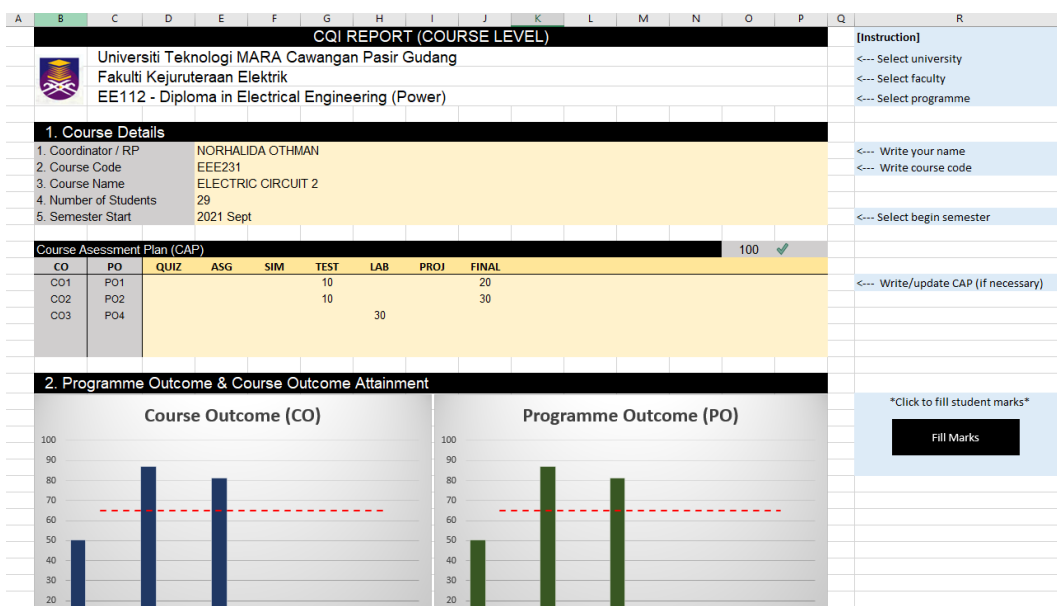 A B C D E F G H I J K L M N O P Q R
CQI REPORT (COURSE LEVEL) [Instruction]
Universiti Teknologi MARA Cawangan Pasir Gudang <--- Select university
Fakulti Kejuruteraan Elektrik <--- Select faculty
EE112 - Diploma in Electrical Engineering (Power) <--- Select programme
1. Course Details
1. Coordinator / RP NORHALIDA OTHMAN <--- Write your name
2. Course Code EEE231 <--- Write course code
3. Course Name ELECTRIC CIRCUIT 2
4. Number of Students 29
5. Semester Start 2021 Sept <--- Select begin semester
Course Asessment Plan (CAP) 100
CO PO QUIZ ASG SIM TEST LAB PROJ FINAL
CO1 PO1 10 20 <--- Write/update CAP (if necessary)
CO2 PO2 10 30
CO3 PO4 30
2. Programme Outcome & Course Outcome Attainment
Course Outcome (CO)
100
90
80
70
60
50
40
30
20
Programme Outcome (PO)
100
90
80
70
60
50
40
30
20
*Click to fill student marks*
Fill Marks